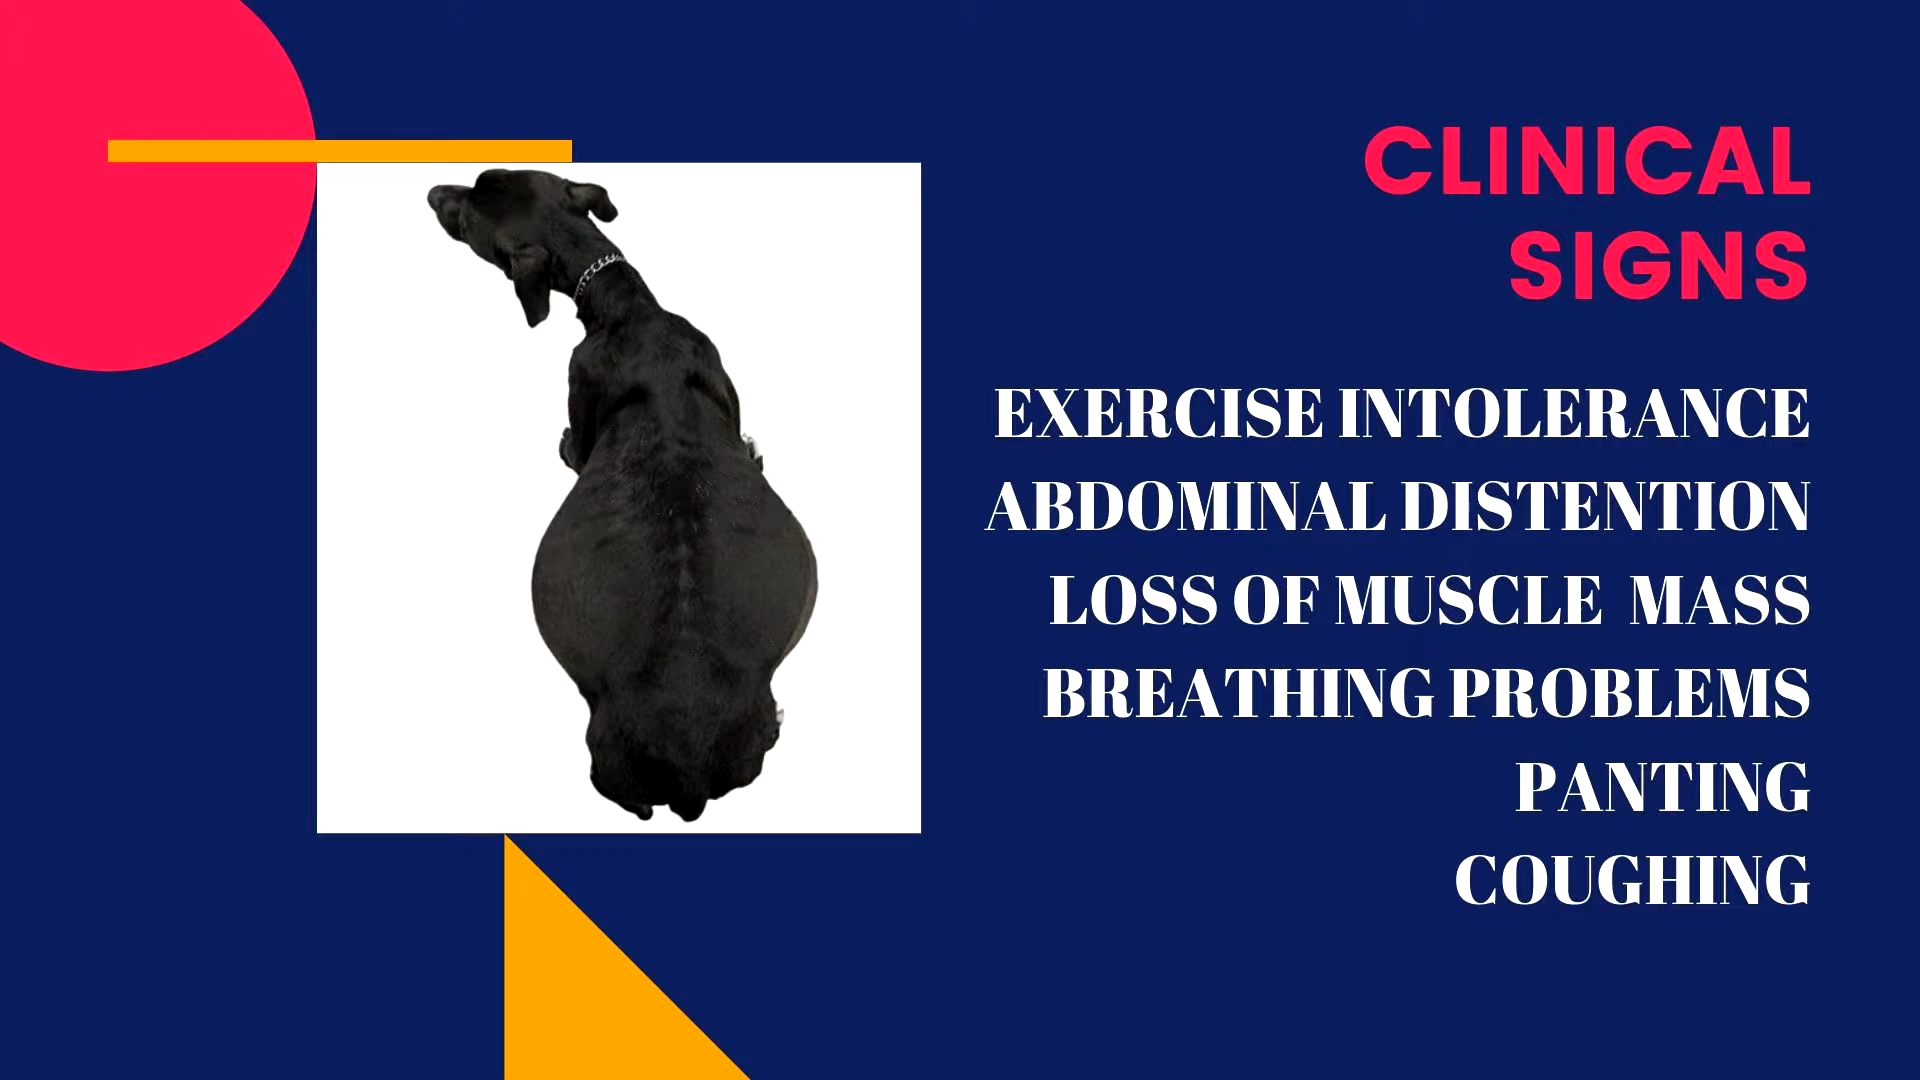 CLINICAL
SIGNS
EXERCISE INTOLERANCE
ABDOMINAL DISTENTION
LOSS OF MUSCLE MASS
BREATHING PROBLEMS
PANTING
COUGHING